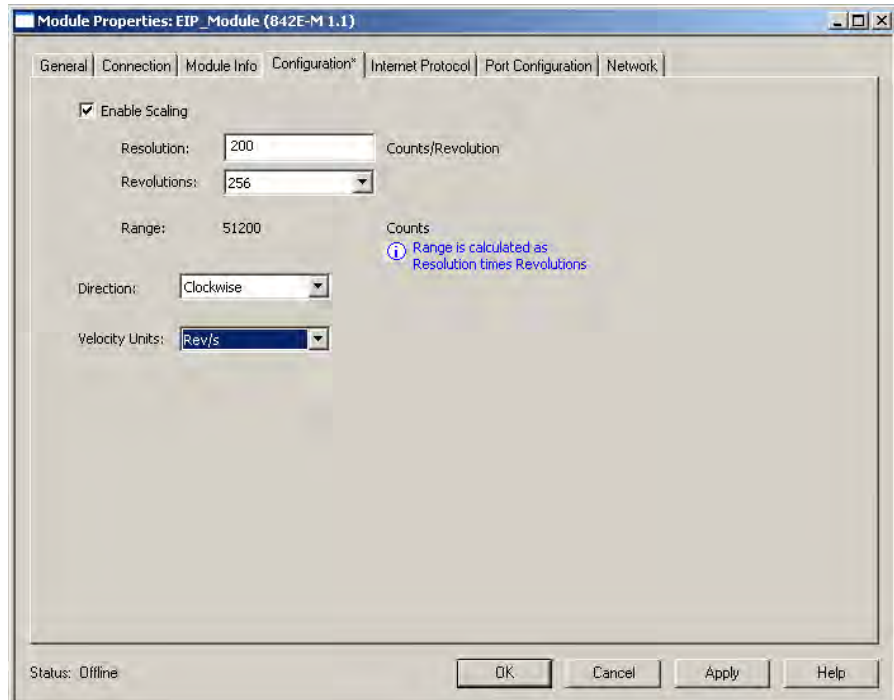 Module Properties: EIP_Module (842E-M 1.1)
General Connection Module Info Configuration* Internet Protocol Port Configuration Network
Enable Scaling
Resolution: 200 Counts/Revolution
Revolutions: 256
Range: 51200 Counts
Range is calculated as
Resolution times Revolutions
Direction: Clockwise
Velocity Units: Rev/s
Status: Offline OK Cancel Apply Help